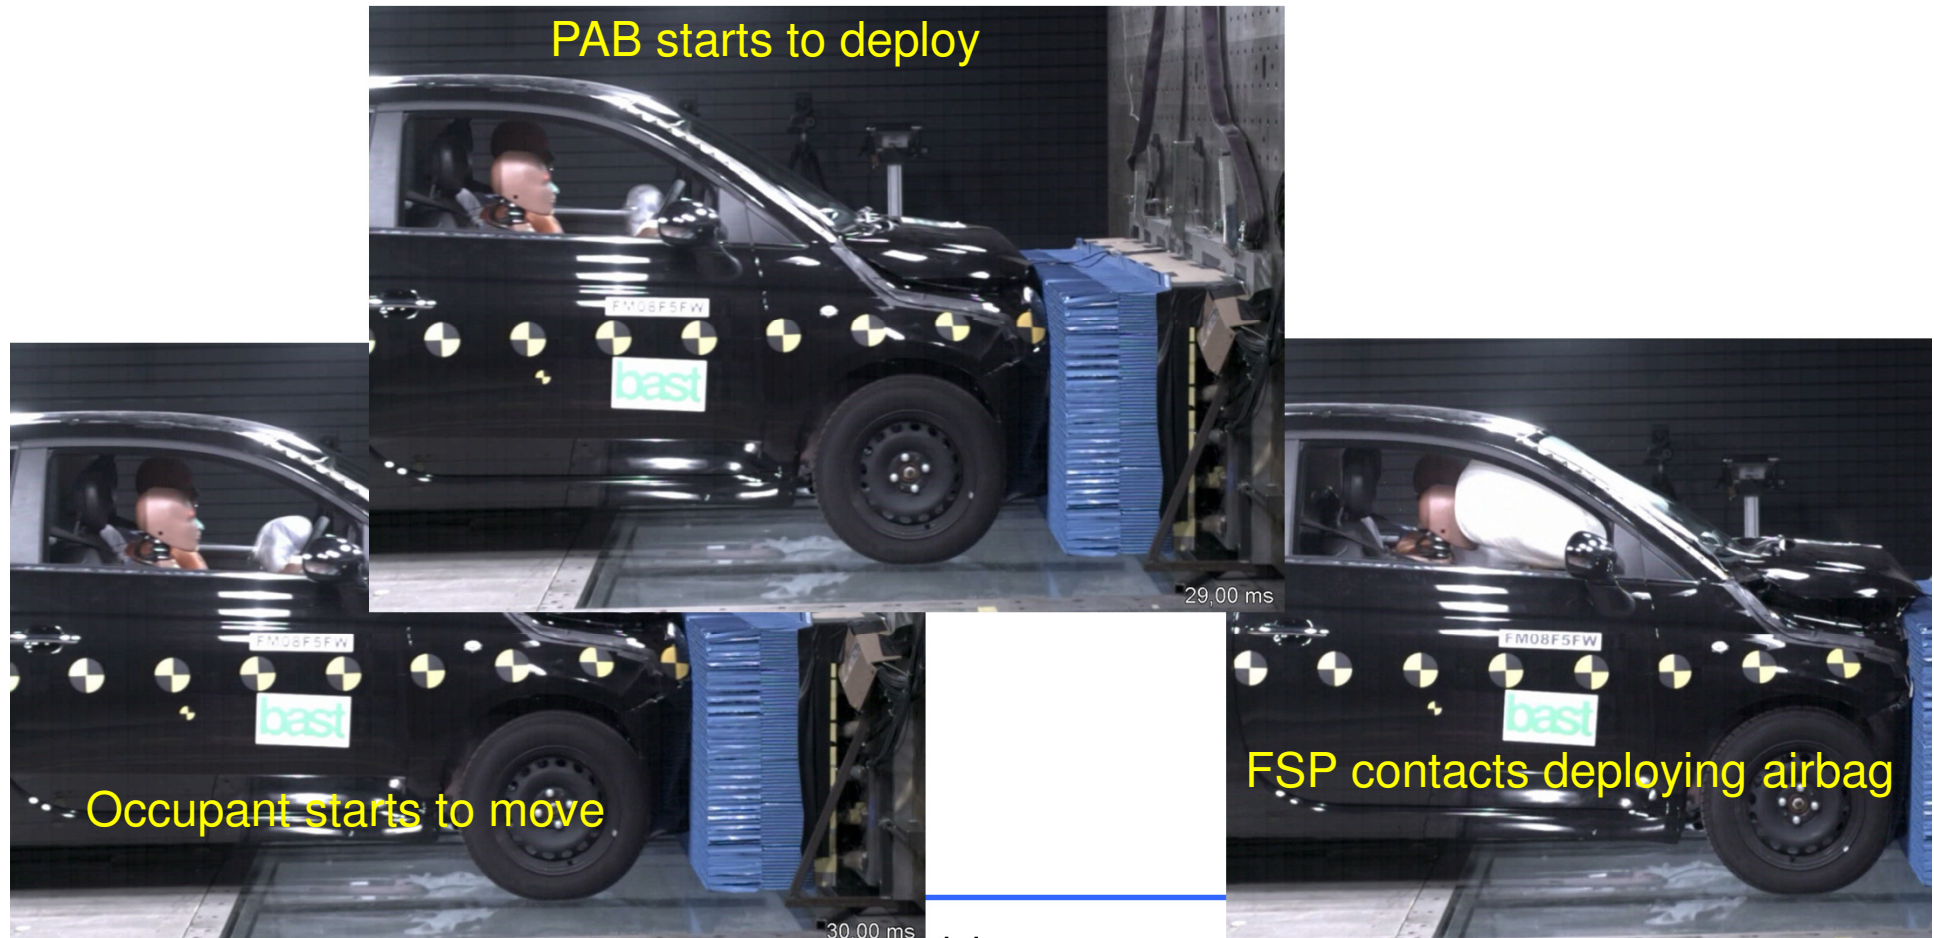 PAB starts to deploy
FM08F5FW
bast
29,00 ms
FM08F5FW
bast
Occupant starts to move
30,00 ms
FM08F5FW
bast
FSP contacts deploying airbag